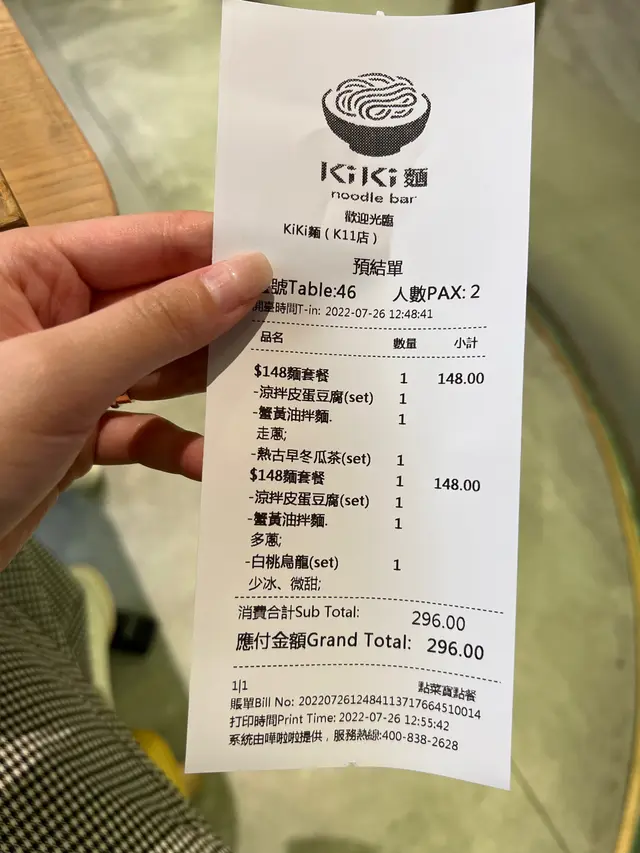 KiKi麵
noodle bar
歡迎光臨
KiKi麵（K11店）
預結單
號Table:46 人數PAX: 2
開臺時間T-in: 2022-07-26 12:48:41
品名 數量 小計
$148麵套餐 1 148.00
-涼拌皮蛋豆腐(set) 1
-蟹黃油拌麵. 1
走蔥;
-熱古早冬瓜茶(set) 1
$148麵套餐 1 148.00
-涼拌皮蛋豆腐(set) 1
-蟹黃油拌麵. 1
多蔥;
-白桃烏龍(set) 1
少冰、微甜;
消費合計Sub Total: 296.00
應付金額Grand Total: 296.00
1|1 點菜寶點餐
賬單Bill No: 2022072612484113717664510014
打印時間Print Time: 2022-07-26 12:55:42
系統由嘩啦啦提供，服務熱線:400-838-2628